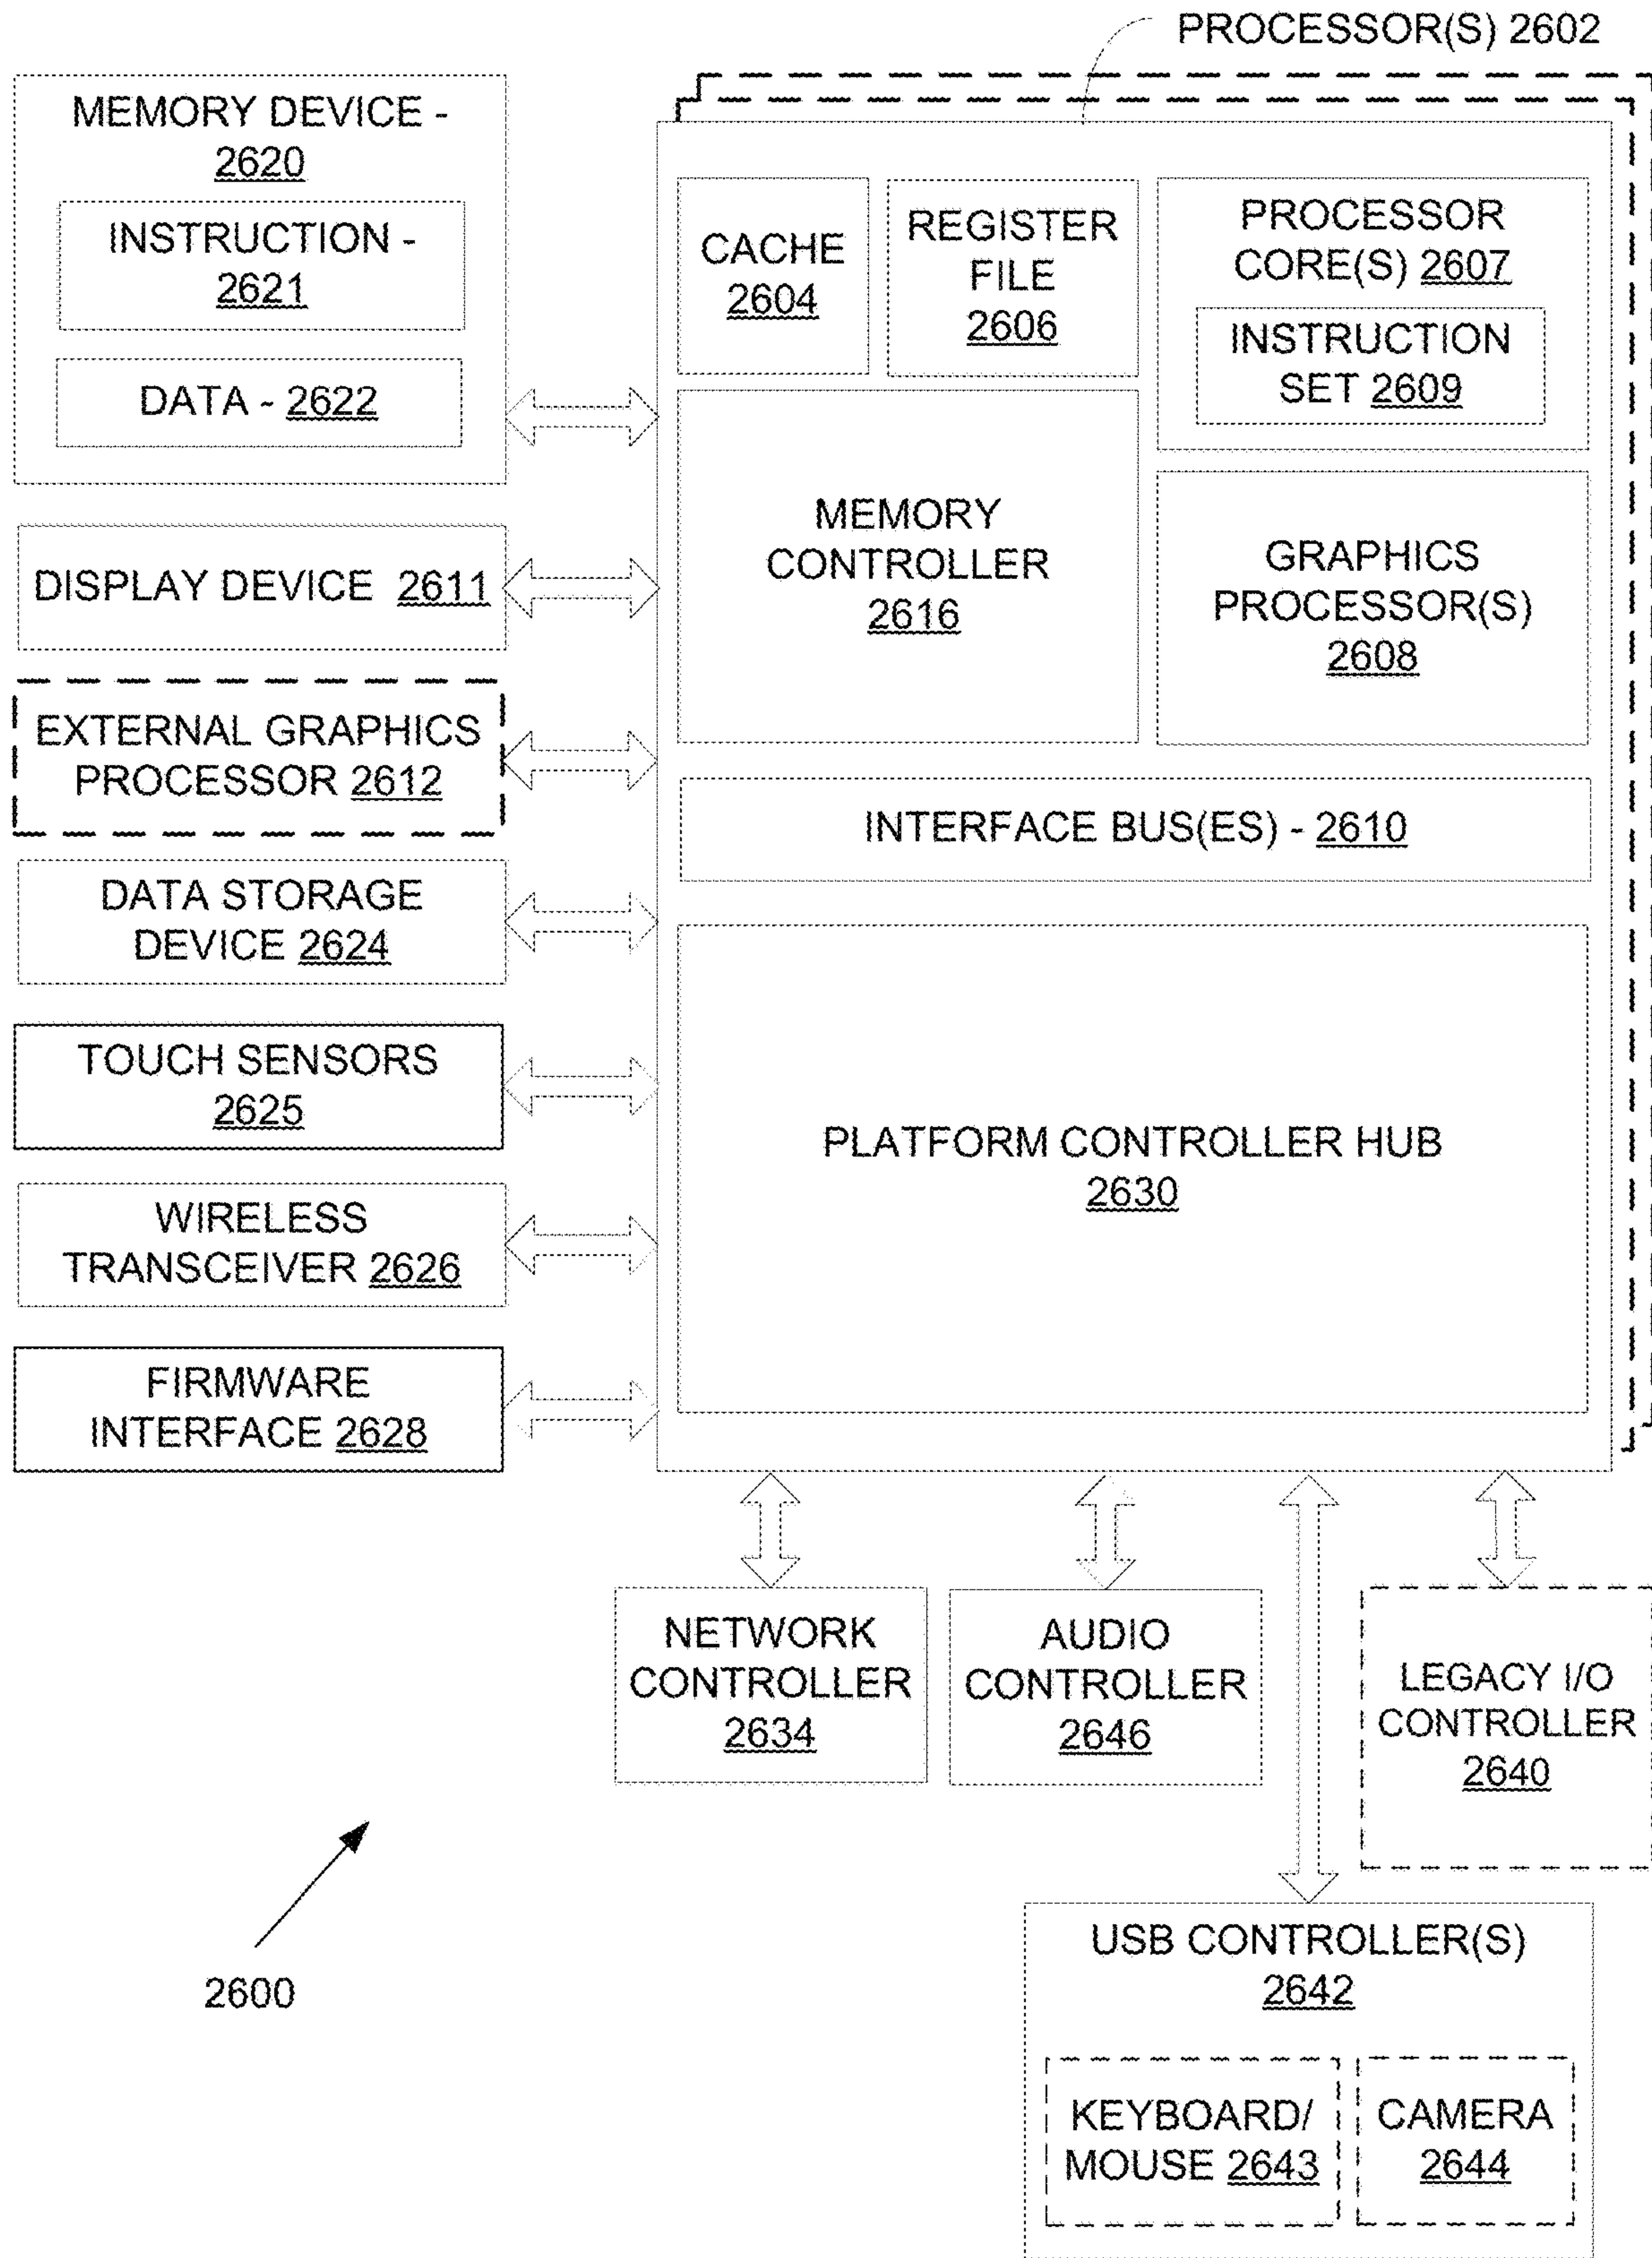 PROCESSOR(S) 2602
MEMORY DEVICE -
2620
INSTRUCTION -
2621
DATA - 2622
DISPLAY DEVICE 2611
EXTERNAL GRAPHICS
PROCESSOR 2612
DATA STORAGE
DEVICE 2624
TOUCH SENSORS
2625
WIRELESS
TRANSCEIVER 2626
FIRMWARE
INTERFACE 2628
CACHE
2604
REGISTER
FILE
2606
PROCESSOR
CORE(S) 2607
INSTRUCTION
SET 2609
MEMORY
CONTROLLER
2616
GRAPHICS
PROCESSOR(S)
2608
INTERFACE BUS(ES) - 2610
PLATFORM CONTROLLER HUB
2630
NETWORK
CONTROLLER
2634
AUDIO
CONTROLLER
2646
LEGACY I/O
CONTROLLER
2640
USB CONTROLLER(S)
2642
KEYBOARD/
MOUSE 2643
CAMERA
2644
2600